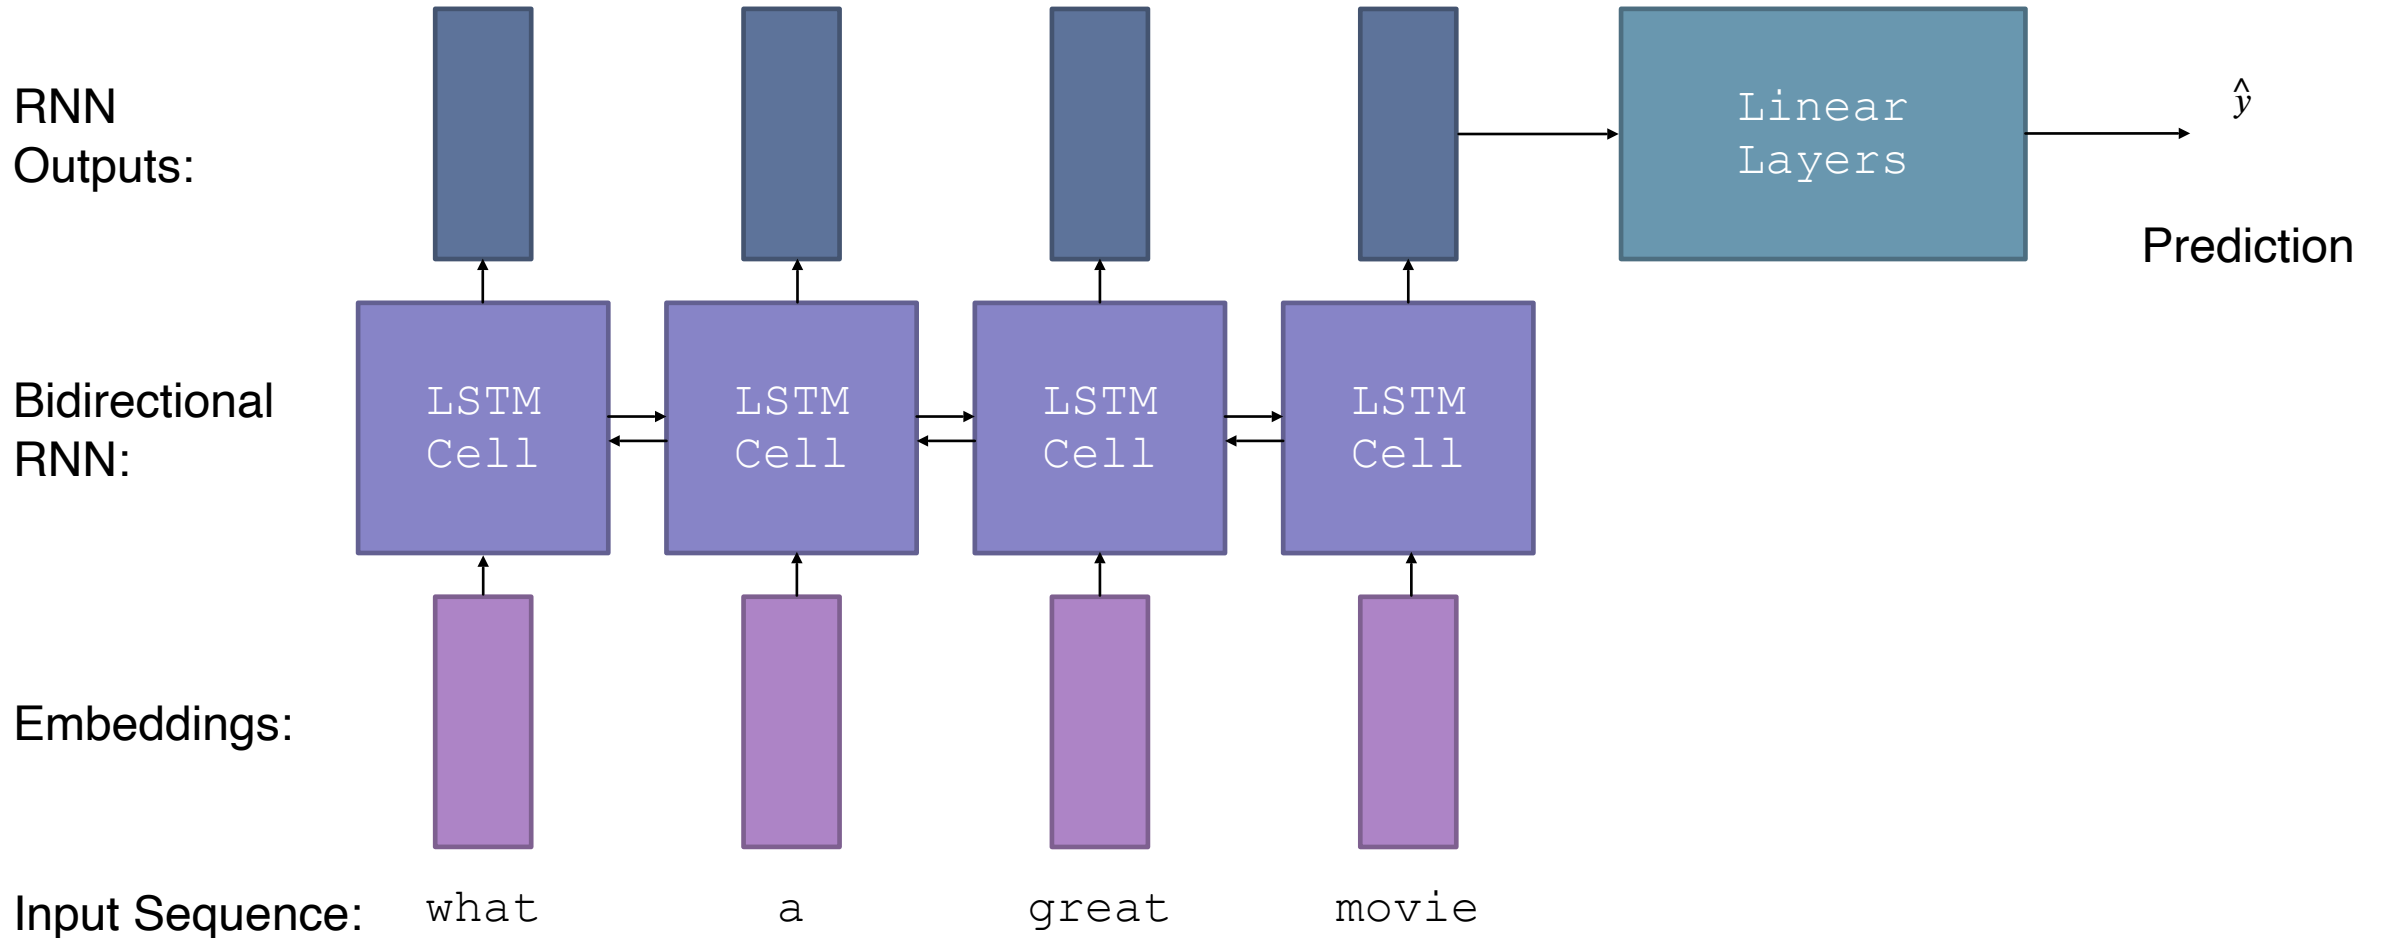 RNN
Outputs:
Linear
Layers
ŷ
Prediction
Bidirectional
RNN:
LSTM
Cell
LSTM
Cell
LSTM
Cell
LSTM
Cell
Embeddings:
Input Sequence: what a great movie